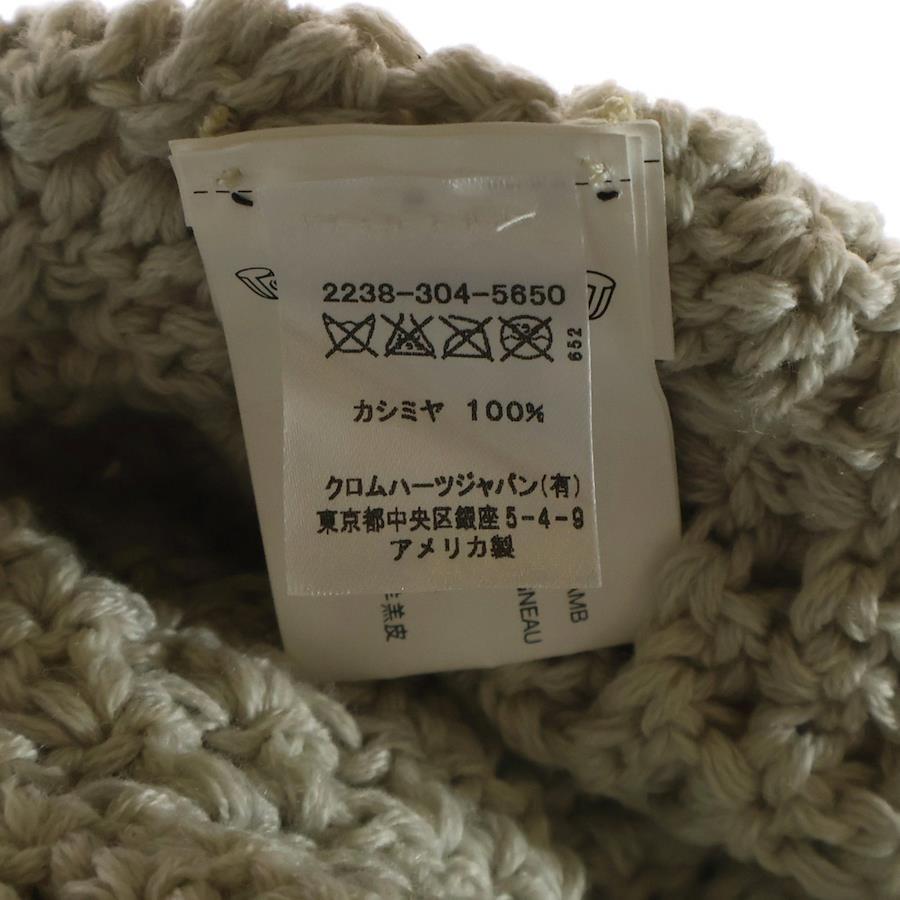 2238-304-5650
652
カシミヤ 100%
クロムハーツジャパン(有)
東京都中央区銀座5-4-9
アメリカ製
羔皮
NEAU
MB